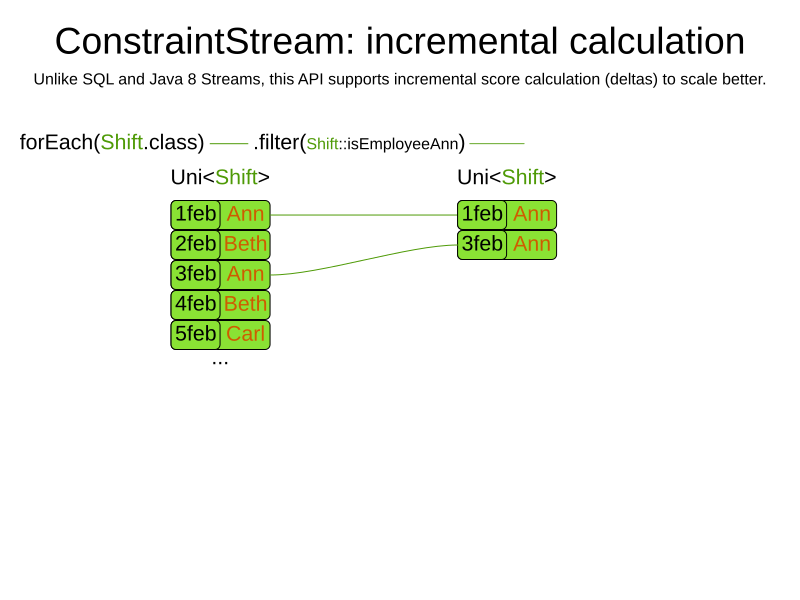 ConstraintStream: incremental calculation
Unlike SQL and Java 8 Streams, this API supports incremental score calculation (deltas) to scale better.
forEach(Shift.class) .filter(Shift::isEmployeeAnn)
Uni<Shift> Uni<Shift>
1feb Ann 1feb Ann
2feb Beth 3feb Ann
3feb Ann
4feb Beth
5feb Carl
...